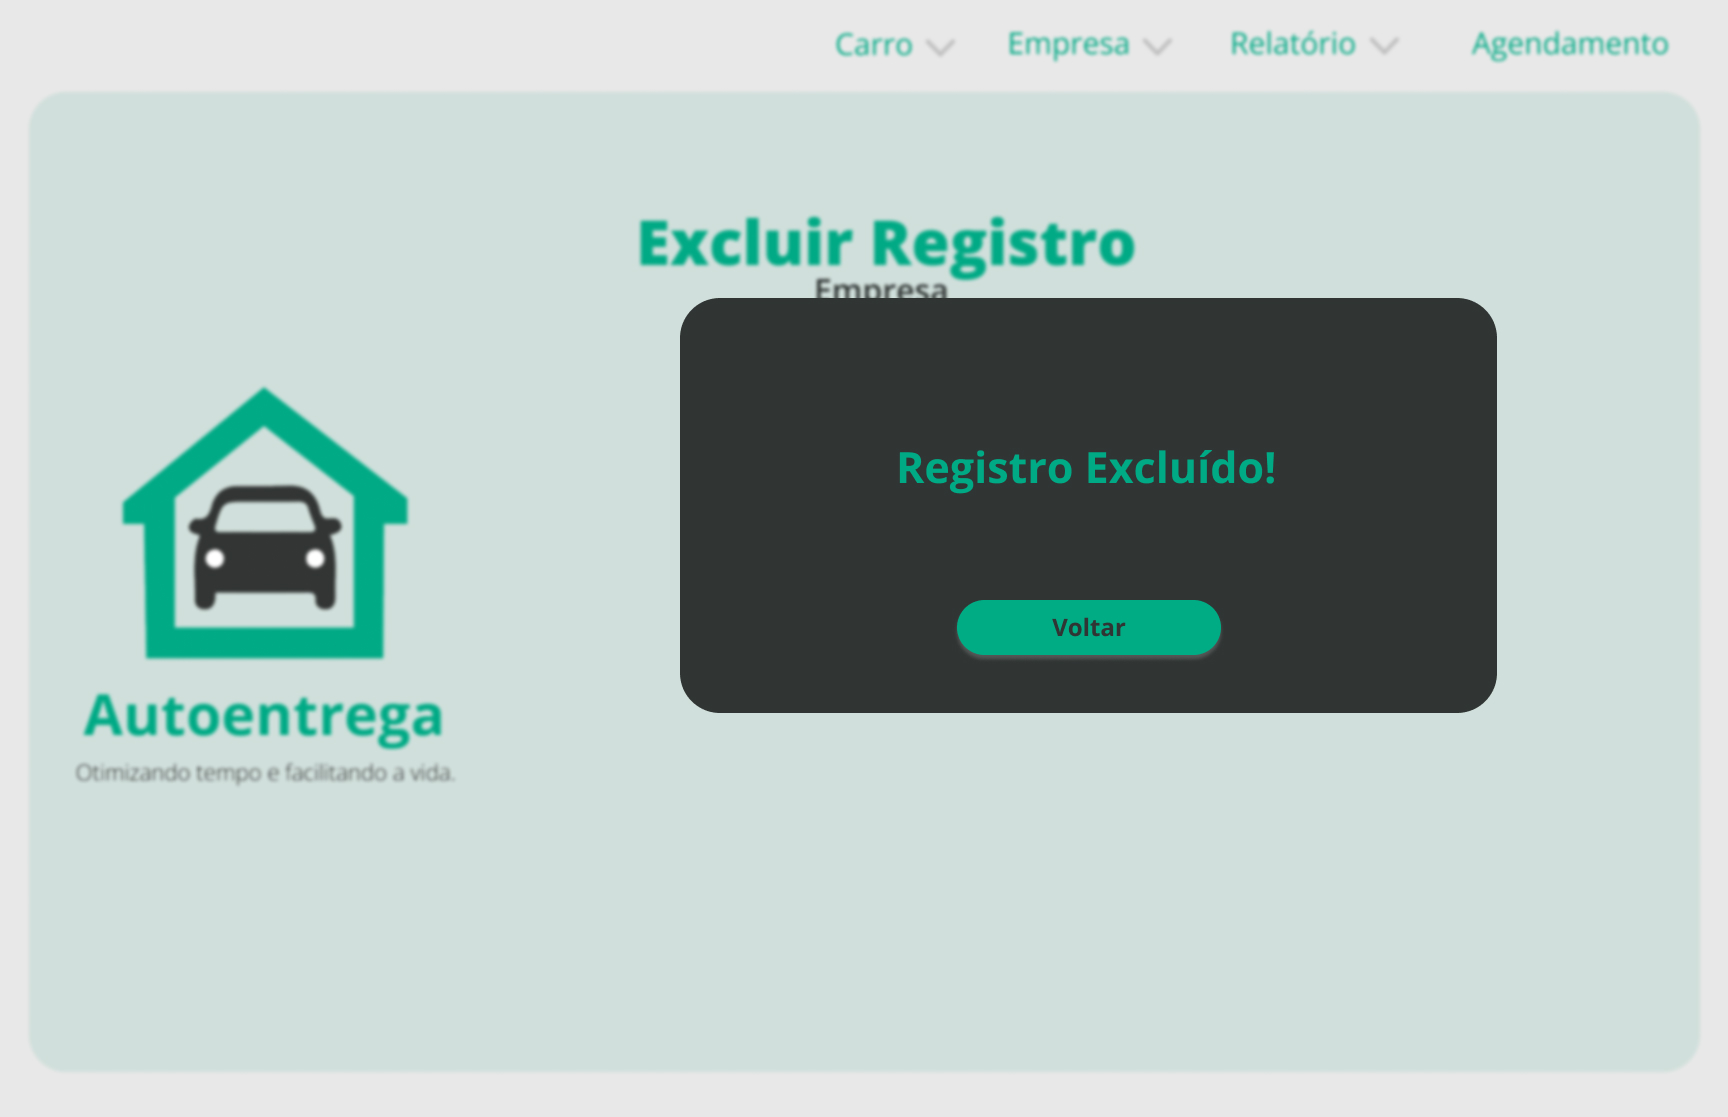 Carro Empresa Relatório Agendamento
Excluir Registro
Empresa
Registro Excluído!
Voltar
Autoentrega
Otimizando tempo e facilitando a vida.